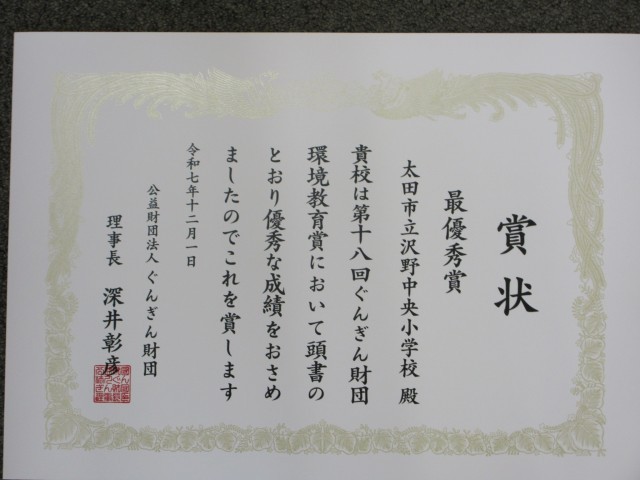 賞状
最優秀賞
太田市立沢野中央小学校 殿
貴校は第十八回ぐんぎん財団
環境教育賞において頭書の
とおり優秀な成績をおさめ
ましたのでこれを賞します
令和七年十二月一日
公益財団法人 ぐんぎん財団
理事長 深井彰彦